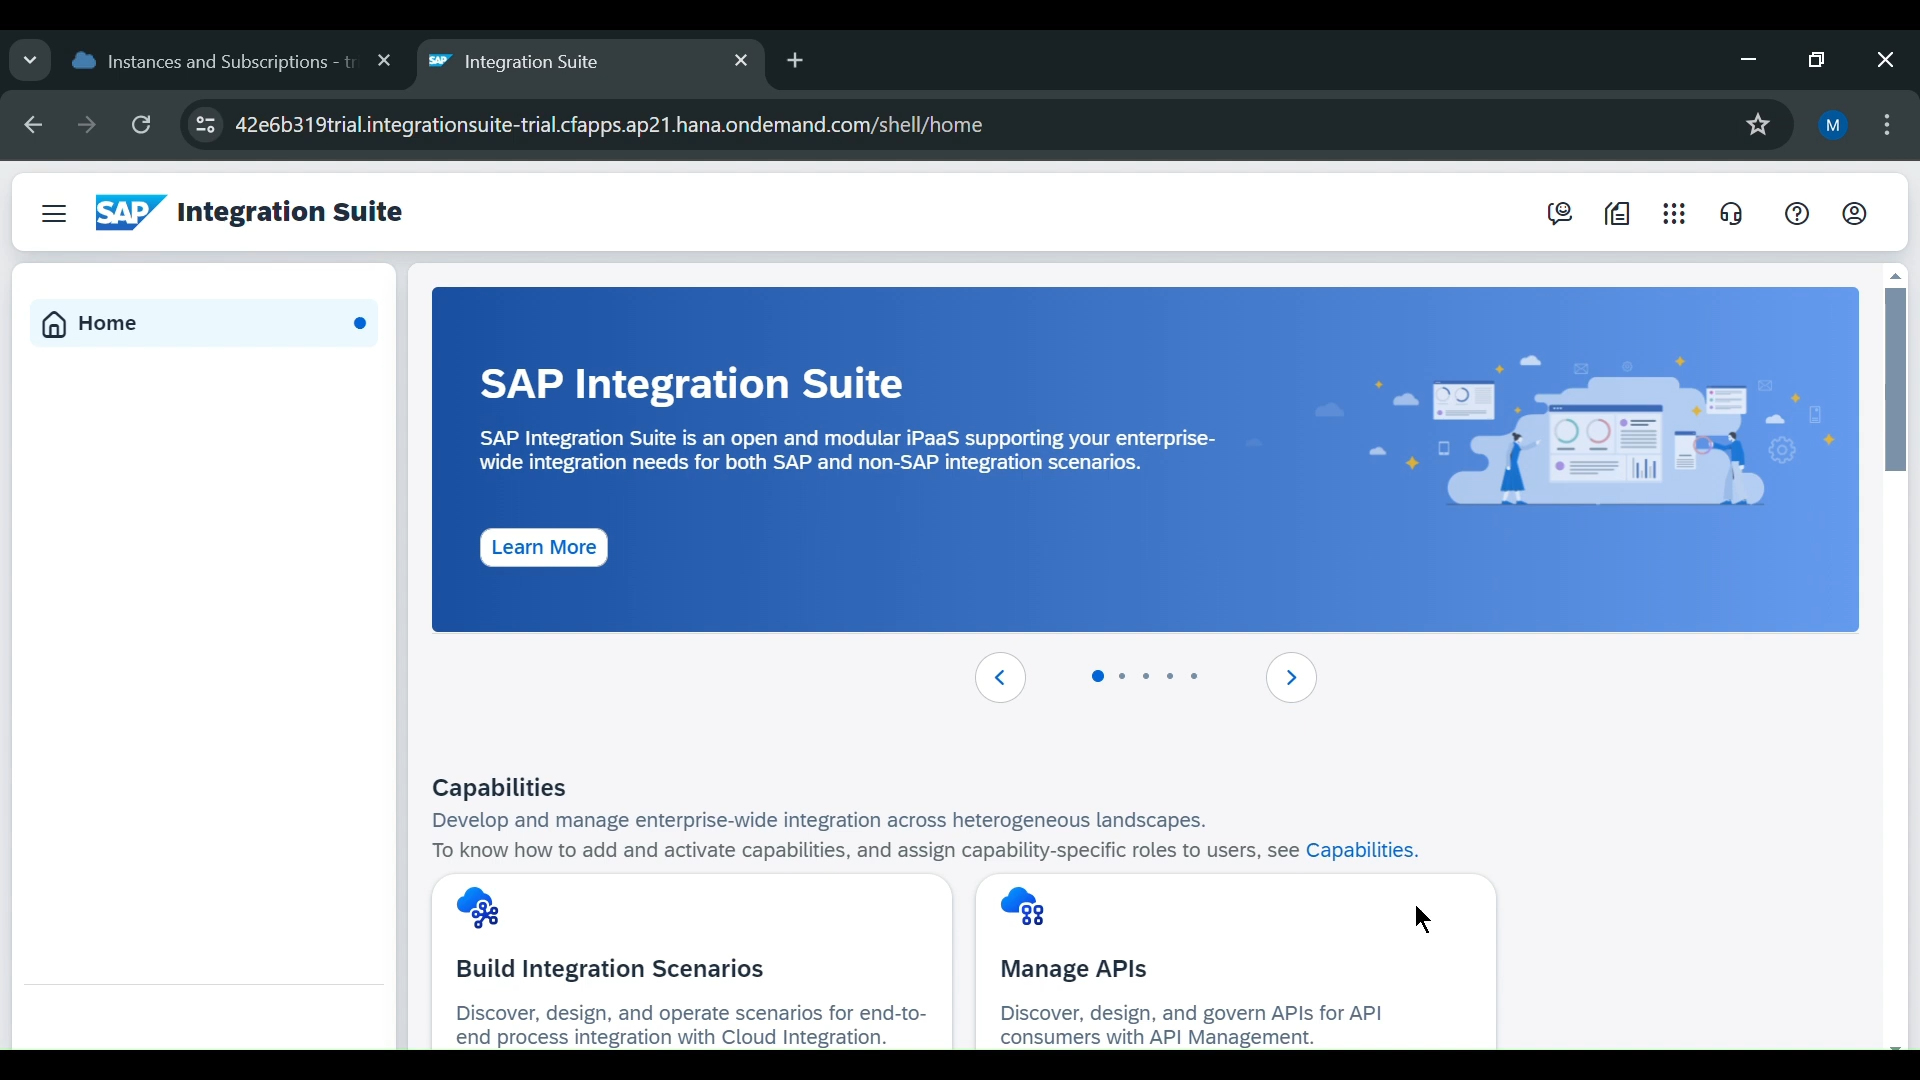 Instances and Subscriptions - tr
SAP Integration Suite
42e6b319trial.integrationsuite-trial.cfapps.ap21.hana.ondemand.com/shell/home
M
SAP Integration Suite
Home
SAP Integration Suite
SAP Integration Suite is an open and modular iPaaS supporting your enterprise-
wide integration needs for both SAP and non-SAP integration scenarios.
Learn More
Capabilities
Develop and manage enterprise-wide integration across heterogeneous landscapes.
To know how to add and activate capabilities, and assign capability-specific roles to users, see Capabilities.
Build Integration Scenarios
Discover, design, and operate scenarios for end-to-
end process integration with Cloud Integration.
Manage APIs
Discover, design, and govern APIs for API
consumers with API Management.